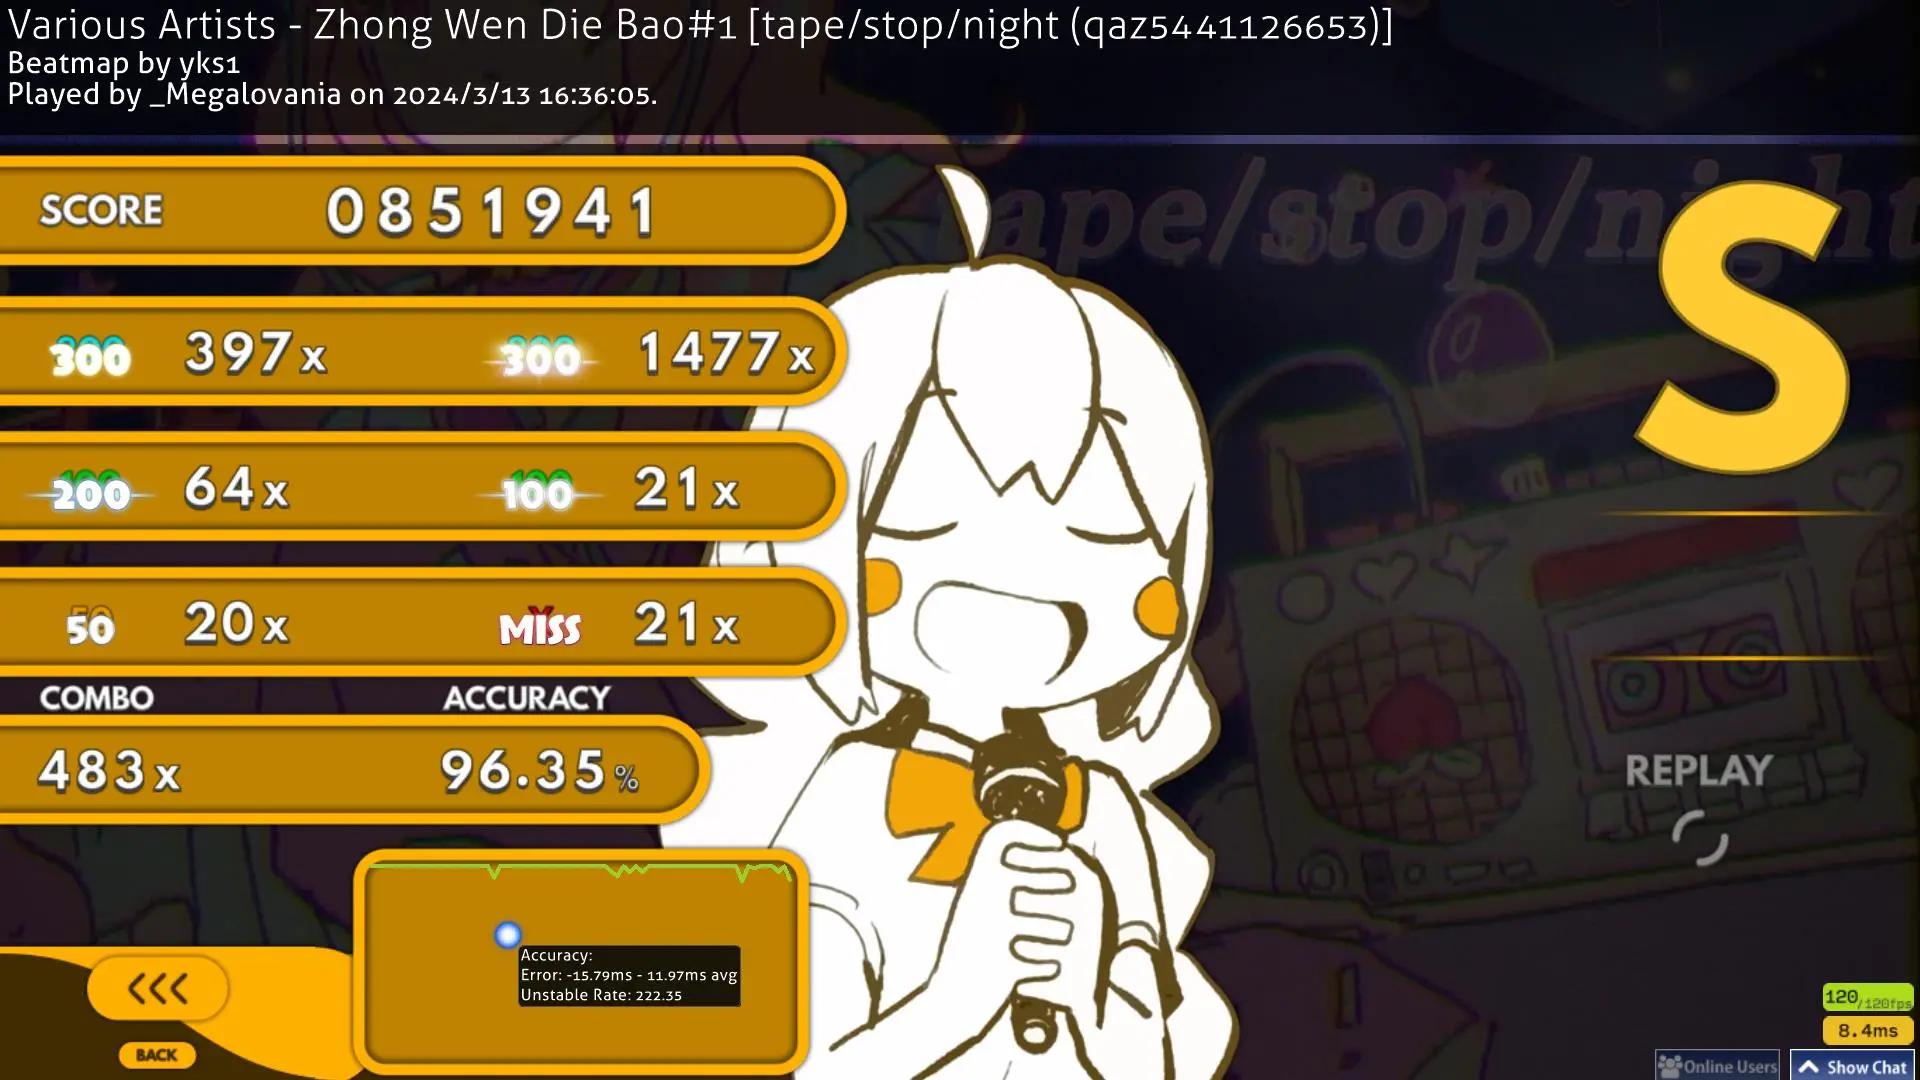 Various Artists - Zhong Wen Die Bao#1 [tape/stop/night (qaz5441126653)]
Beatmap by yks1
Played by _Megalovania on 2024/3/13 16:36:05.
tape/stop/night
SCORE 0851941
300 397x 300 1477x
200 64x 100 21x
50 20x MISS 21x
COMBO ACCURACY
483x 96.35%
REPLAY
Accuracy:
Error: -15.79ms - 11.97ms avg
Unstable Rate: 222.35
<<<
BACK
120/120fps
8.4ms
Online Users
Show Chat
S